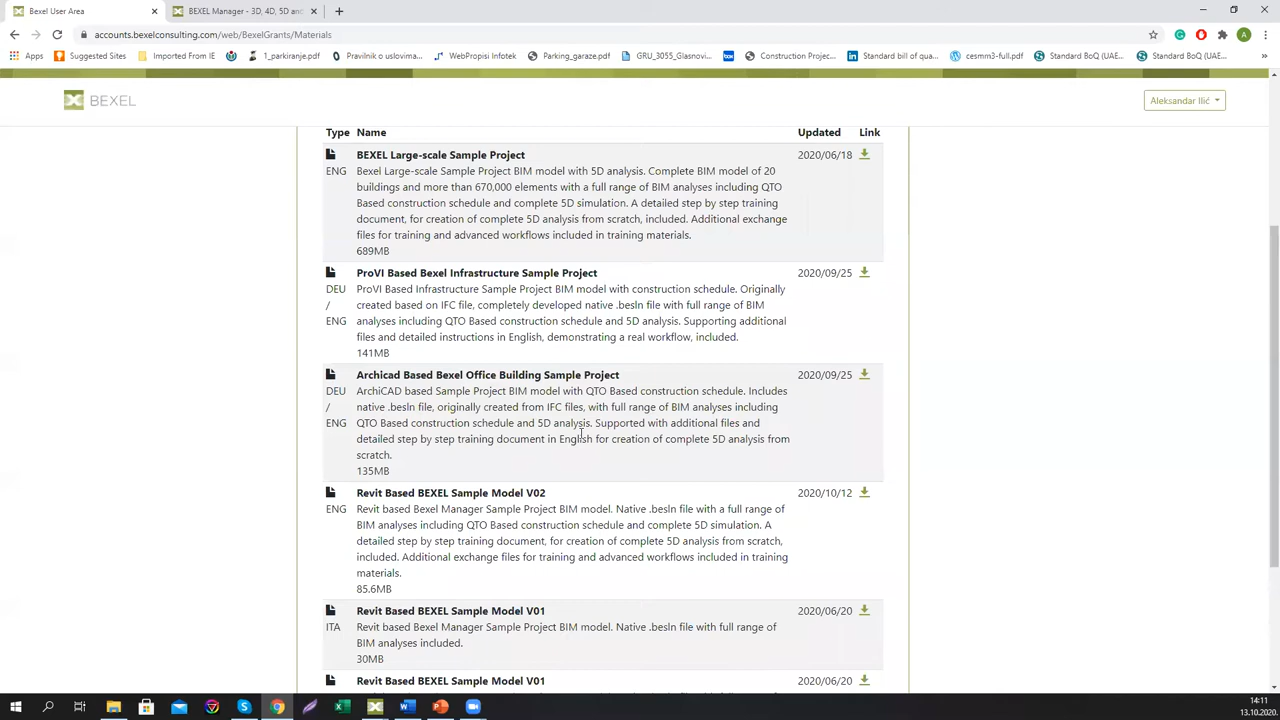 Bexel User Area
BEXEL Manager - 3D, 4D, 5D and
accounts.bexelconsulting.com/web/BexelGrants/Materials
A
Apps
Suggested Sites
Imported From IE
1_parkiranje.pdf
Pravilnik o uslovima...
WebPropisi Infotek
Parking_garaze.pdf
GRU_3055_Glasnovi...
Construction Projec...
Standard bill of qua...
cesmm3-full.pdf
Standard BoQ (UAE...
Standard BoQ (UAE...
BEXEL
Aleksandar Ilić
Type Name Updated Link
BEXEL Large-scale Sample Project 2020/06/18
ENG Bexel Large-scale Sample Project BIM model with 5D analysis. Complete BIM model of 20
buildings and more than 670,000 elements with a full range of BIM analyses including QTO
Based construction schedule and complete 5D simulation. A detailed step by step training
document, for creation of complete 5D analysis from scratch, included. Additional exchange
files for training and advanced workflows included in training materials.
689MB
ProVI Based Bexel Infrastructure Sample Project 2020/09/25
DEU ProVI Based Infrastructure Sample Project BIM model with construction schedule. Originally
/ created based on IFC file, completely developed native .besln file with full range of BIM
ENG analyses including QTO Based construction schedule and 5D analysis. Supporting additional
files and detailed instructions in English, demonstrating a real workflow, included.
141MB
Archicad Based Bexel Office Building Sample Project 2020/09/25
DEU ArchiCAD based Sample Project BIM model with QTO Based construction schedule. Includes
/ native .besln file, originally created from IFC files, with full range of BIM analyses including
ENG QTO Based construction schedule and 5D analysis. Supported with additional files and
detailed step by step training document in English for creation of complete 5D analysis from
scratch.
135MB
Revit Based BEXEL Sample Model V02 2020/10/12
ENG Revit based Bexel Manager Sample Project BIM model. Native .besln file with a full range of
BIM analyses including QTO Based construction schedule and complete 5D simulation. A
detailed step by step training document, for creation of complete 5D analysis from scratch,
included. Additional exchange files for training and advanced workflows included in training
materials.
85.6MB
Revit Based BEXEL Sample Model V01 2020/06/20
ITA Revit based Bexel Manager Sample Project BIM model. Native .besln file with full range of
BIM analyses included.
30MB
Revit Based BEXEL Sample Model V01 2020/06/20
14:11
13.10.2020.